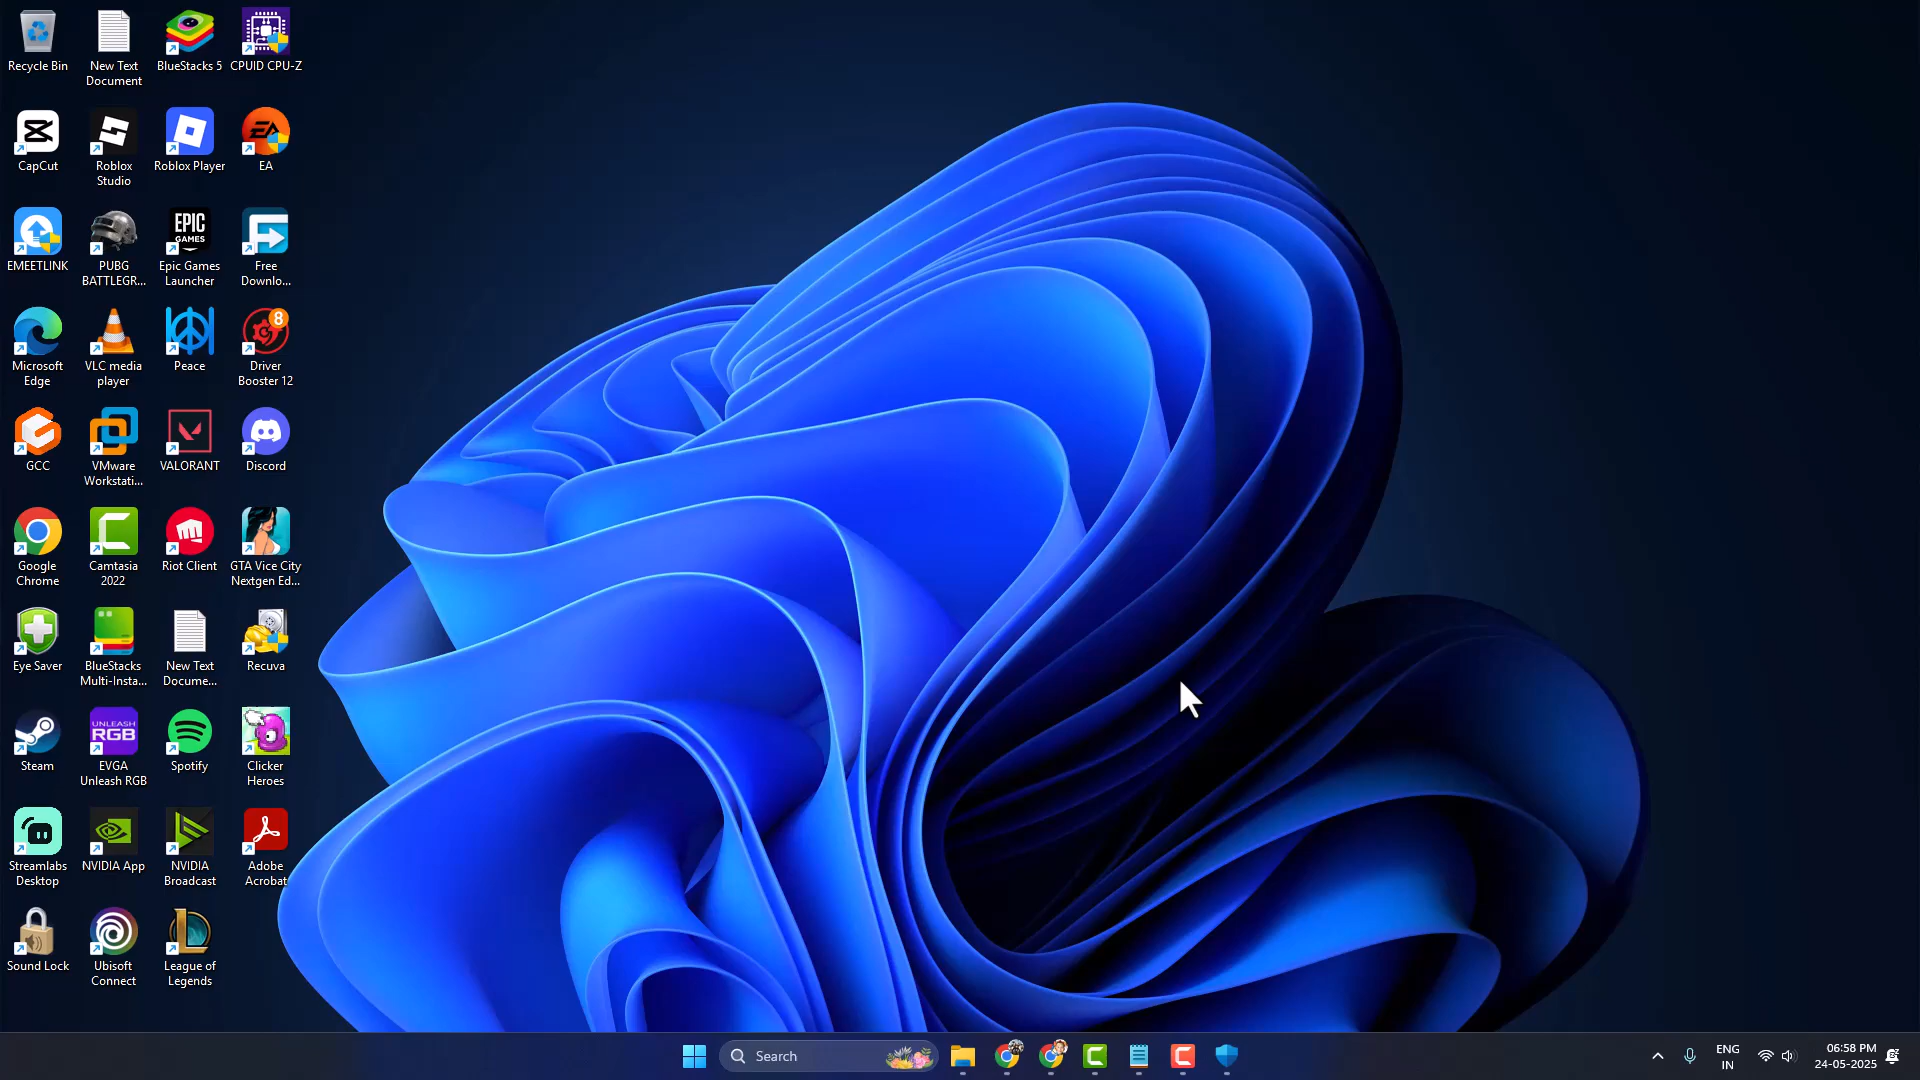 Recycle Bin
New Text
Document
BlueStacks 5
CPUID CPU-Z
CapCut
Roblox
Studio
Roblox Player
EA
EA
EMEETLINK
PUBG
BATTLEGR...
EPIC
GAMES
Epic Games
Launcher
Free
Downlo...
Microsoft
Edge
VLC media
player
Peace
8
Driver
Booster 12
GCC
VMware
Workstati...
VALORANT
Discord
Google
Chrome
Camtasia
2022
Riot Client
GTA Vice City
Nextgen Ed...
Eye Saver
BlueStacks
Multi-Insta...
New Text
Docume...
Recuva
Steam
UNLEASH
RGB
EVGA
Unleash RGB
Spotify
Clicker
Heroes
Streamlabs
Desktop
NVIDIA App
NVIDIA
Broadcast
Adobe
Acrobat
Sound Lock
Ubisoft
Connect
League of
Legends
Search
ENG
IN
06:58 PM
24-05-2025